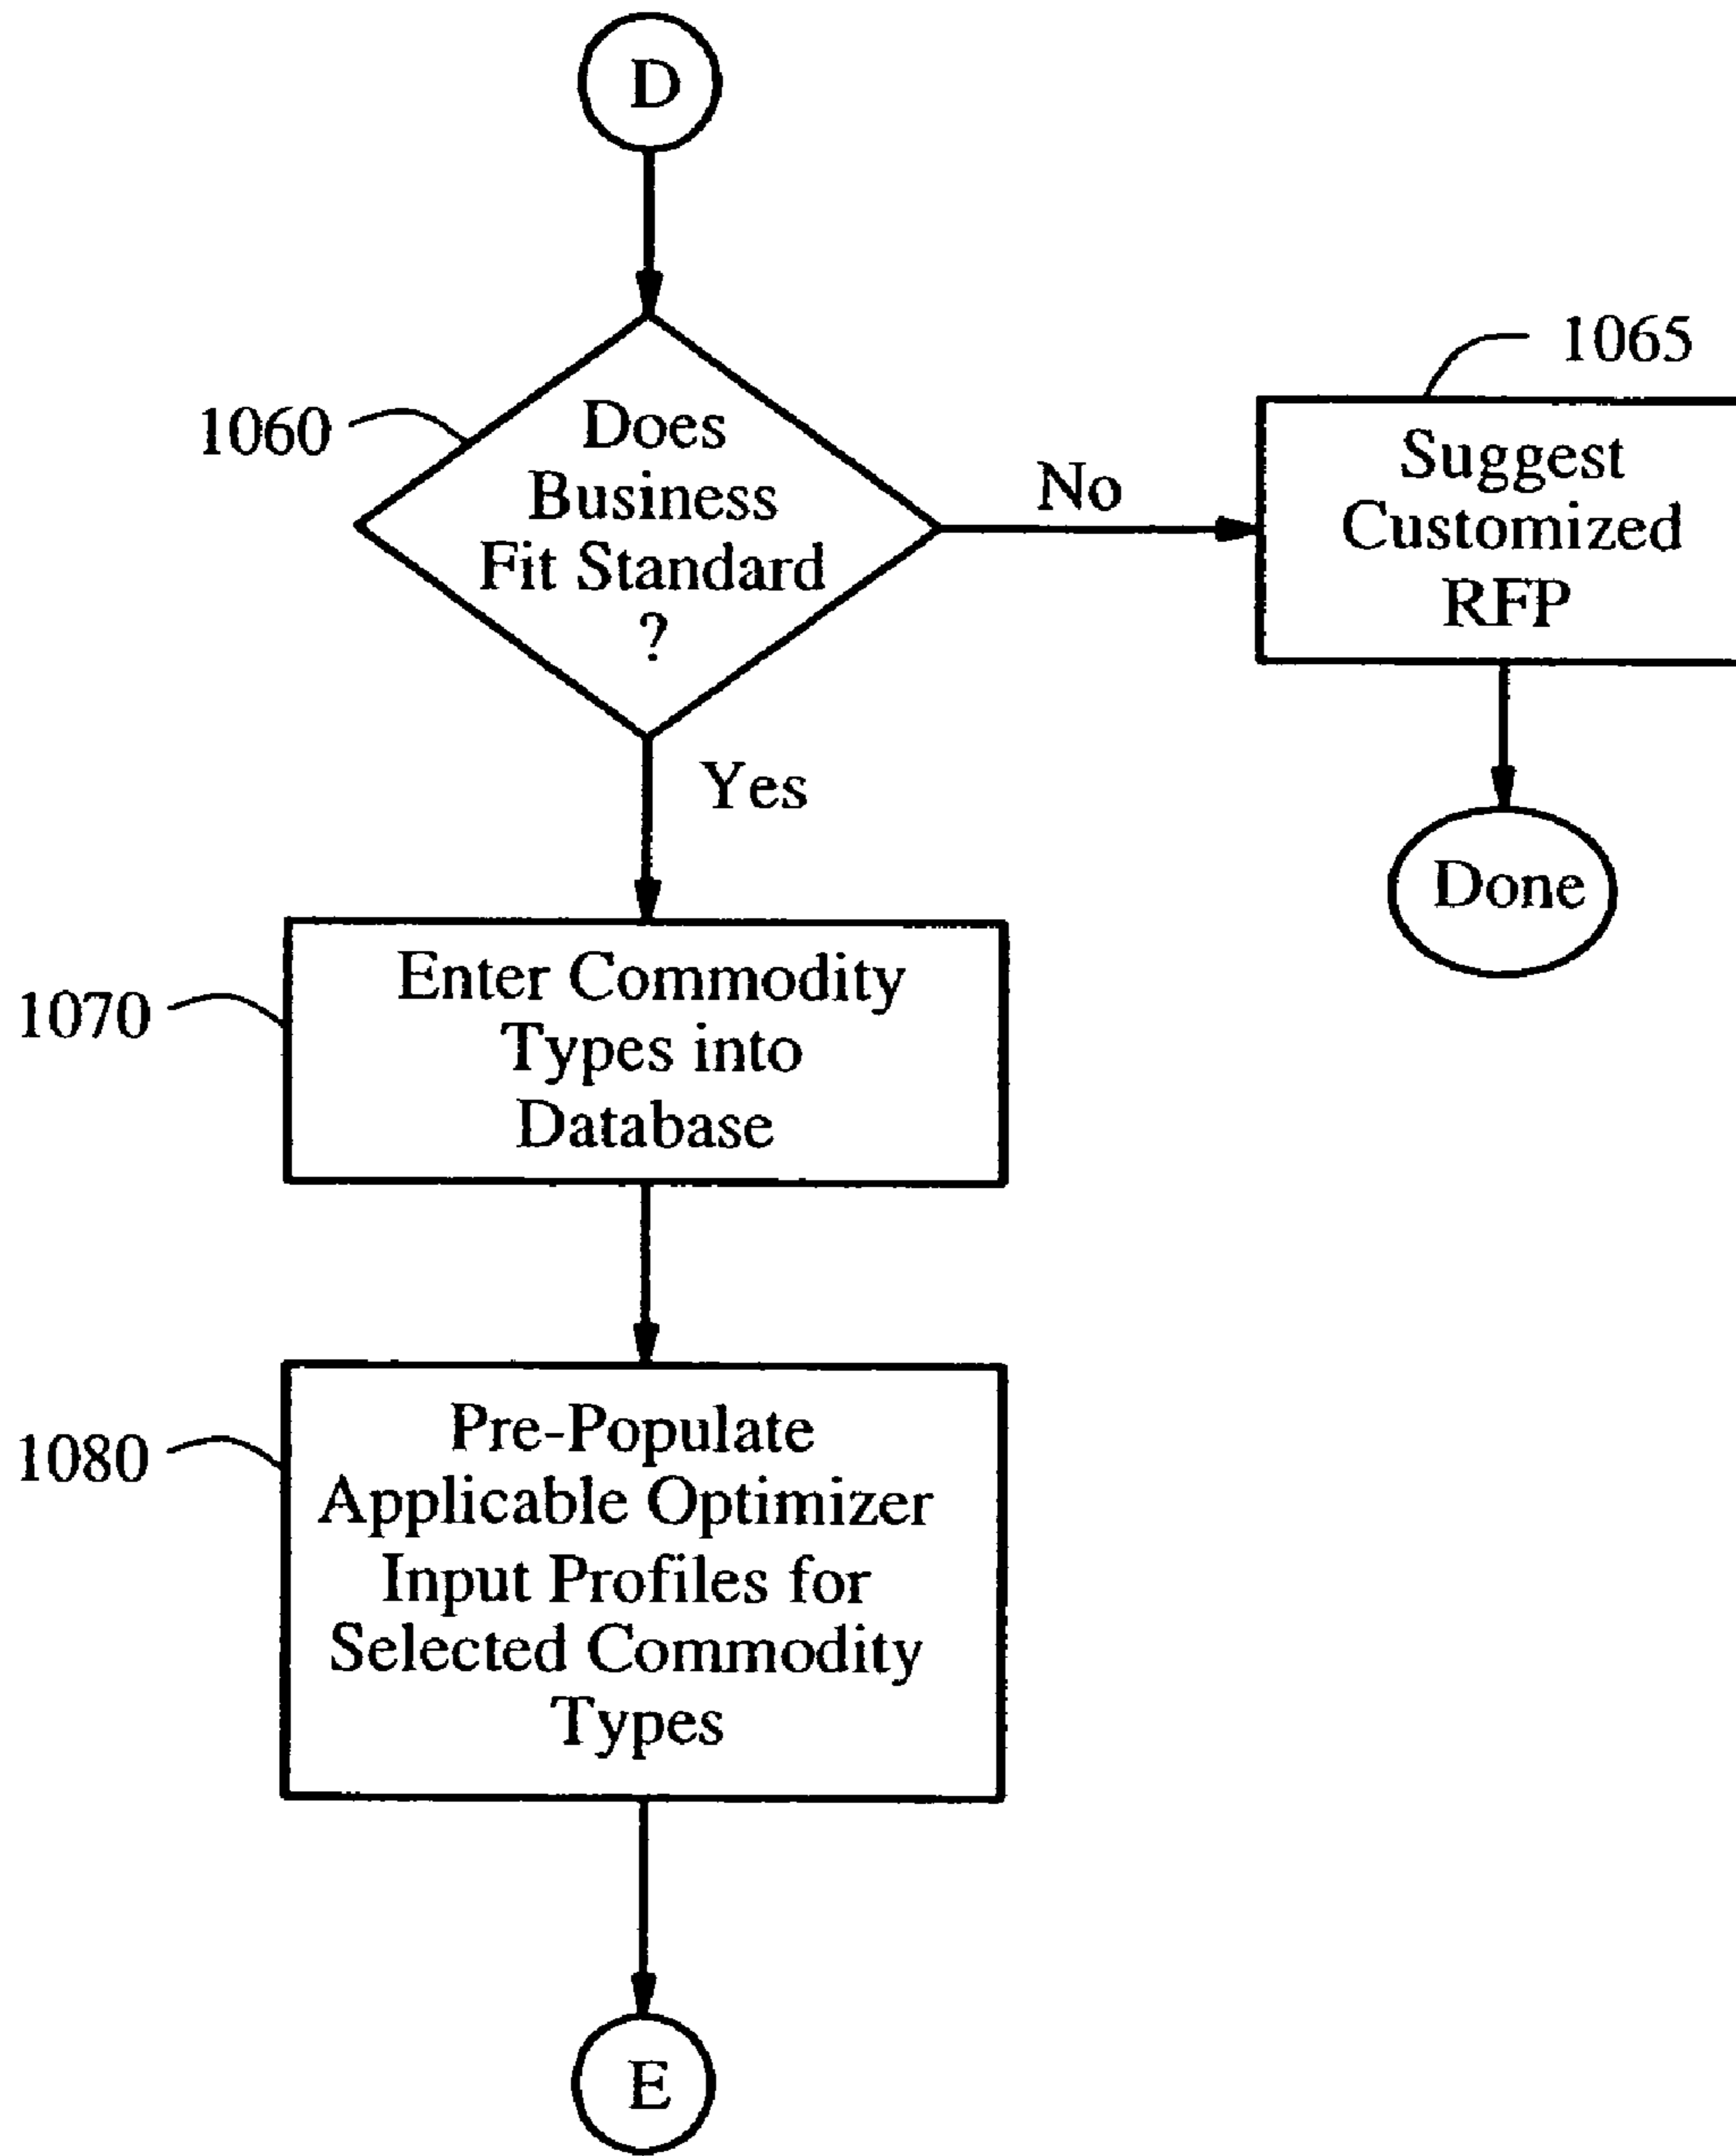 D
1060
Does
Business
Fit Standard
?
No
1065
Suggest
Customized
RFP
Done
Yes
1070
Enter Commodity
Types into
Database
1080
Pre-Populate
Applicable Optimizer
Input Profiles for
Selected Commodity
Types
E